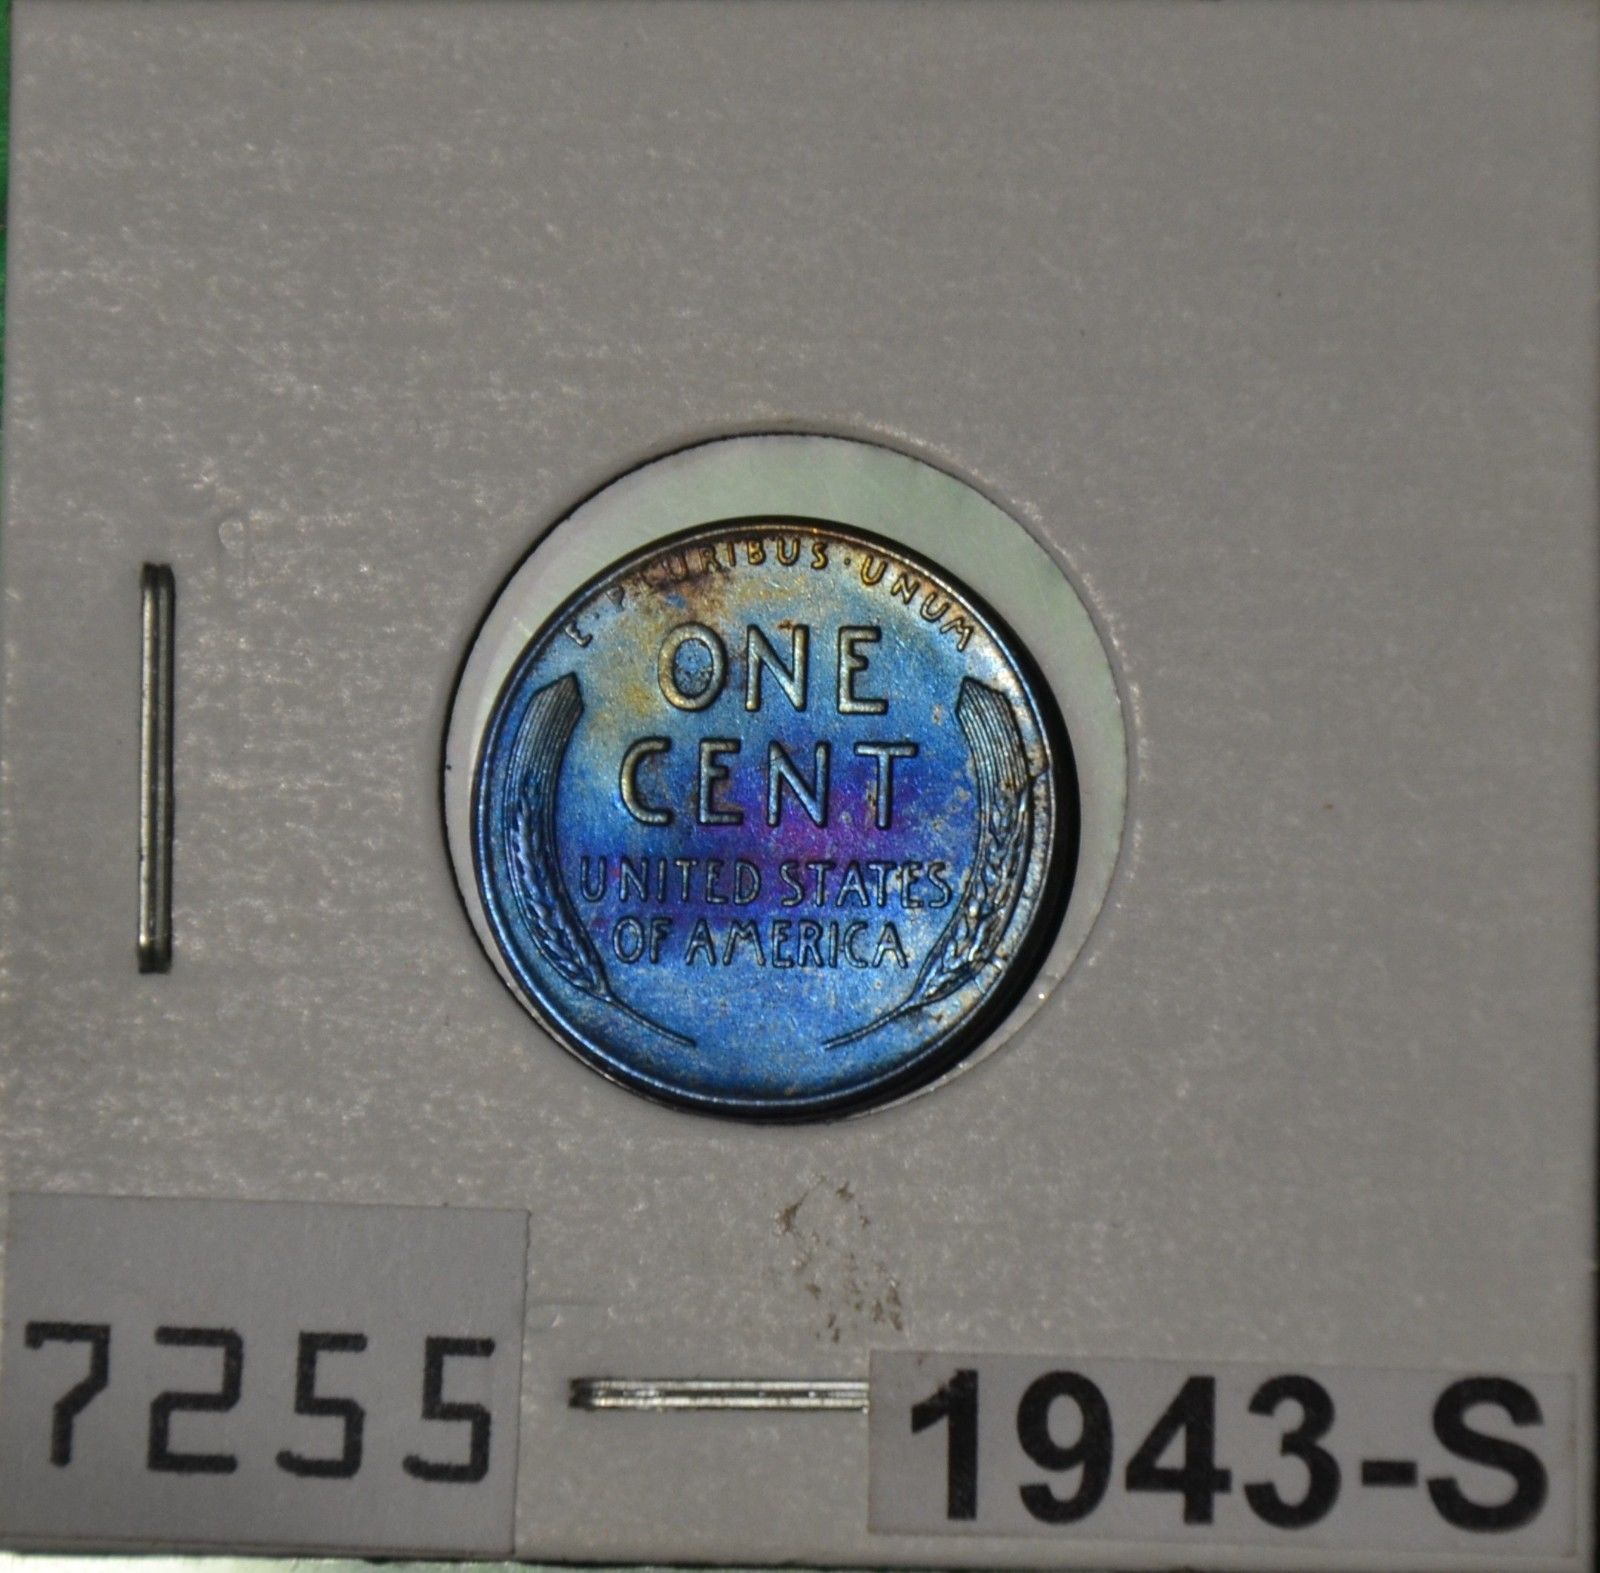 E·PLURIBUS·UNUM
ONE
CENT
UNITED STATES
OF AMERICA
7255
1943-S